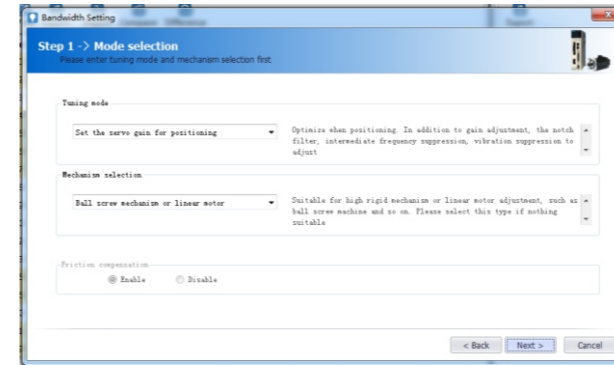 Bandwidth Setting
Step 1 -> Mode selection
Please enter tuning mode and mechanism selection first
Tuning mode
Set the servo gain for positioning
Optimize when positioning. In addition to gain adjustment, the notch
filter, intermediate frequency suppression, vibration suppression to
adjust
Mechanism selection
Ball screw mechanism or linear motor
Suitable for high rigid mechanism or linear motor adjustment, such as
ball screw machine and so on. Please select this type if nothing
suitable
Friction compensation
Enable
Disable
< Back
Next >
Cancel